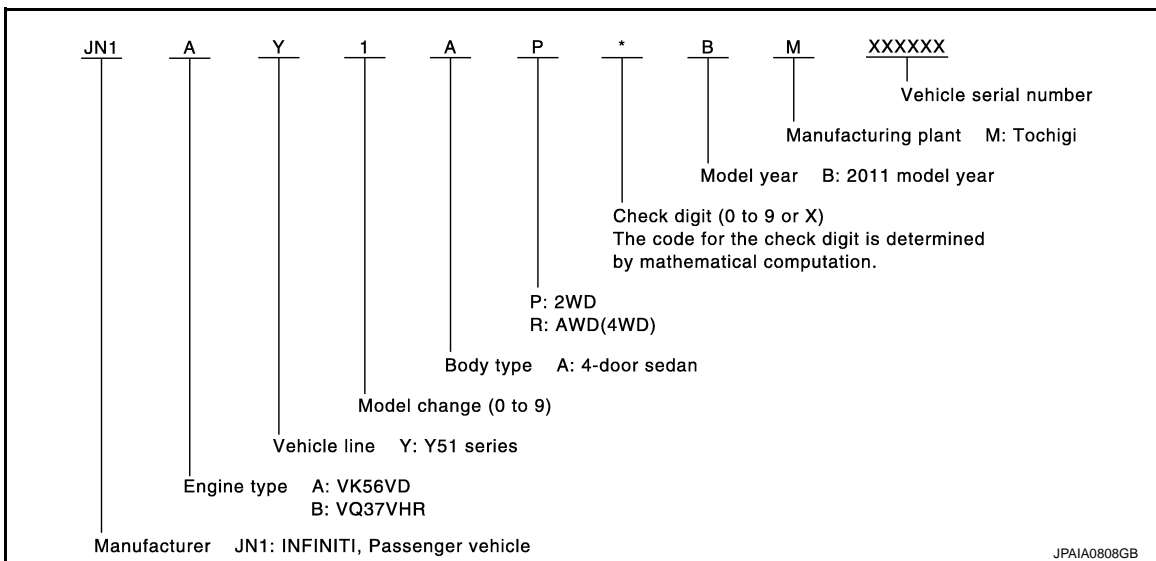 JN1 A Y 1 A P * B M XXXXXX
Vehicle serial number
Manufacturing plant M: Tochigi
Model year B: 2011 model year
Check digit (0 to 9 or X)
The code for the check digit is determined
by mathematical computation.
P: 2WD
R: AWD(4WD)
Body type A: 4-door sedan
Model change (0 to 9)
Vehicle line Y: Y51 series
Engine type A: VK56VD
B: VQ37VHR
Manufacturer JN1: INFINITI, Passenger vehicle
JPAIA0808GB